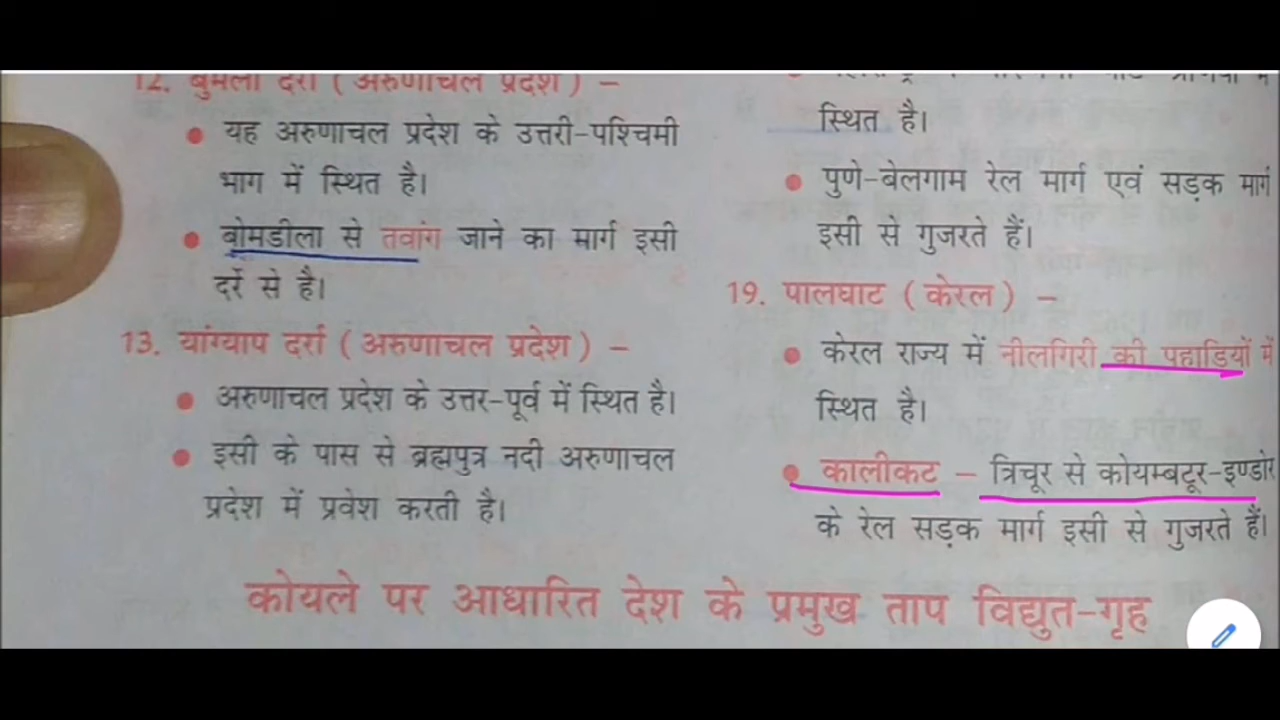 12. बुमला दर्रा ( अरुणाचल प्रदेश ) –
● यह अरुणाचल प्रदेश के उत्तरी-पश्चिमी
भाग में स्थित है।
● बोमडीला से तवांग जाने का मार्ग इसी
दर्रे से है।
13. यांग्याप दर्रा ( अरुणाचल प्रदेश ) –
● अरुणाचल प्रदेश के उत्तर-पूर्व में स्थित है।
● इसी के पास से ब्रह्मपुत्र नदी अरुणाचल
प्रदेश में प्रवेश करती है।
स्थित है।
● पुणे-बेलगाम रेल मार्ग एवं सड़क मार्ग
इसी से गुजरते हैं।
19. पालघाट ( केरल ) –
● केरल राज्य में नीलगिरी की पहाडियों में
स्थित है।
● कालीकट – त्रिचूर से कोयम्बटूर-इण्डोर
के रेल सड़क मार्ग इसी से गुजरते हैं।
कोयले पर आधारित देश के प्रमुख ताप विद्युत-गृह